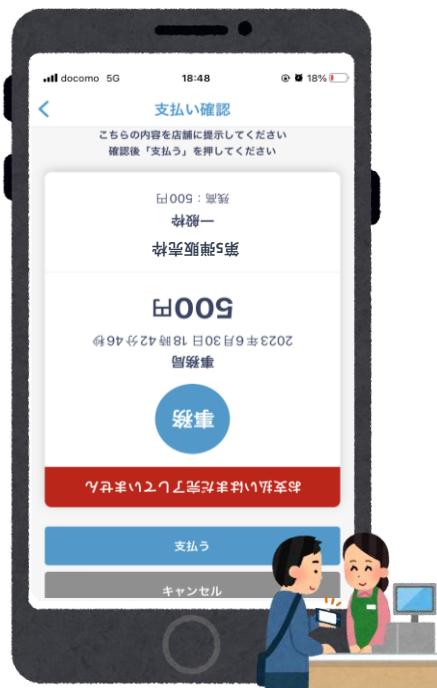 docomo 5G 18:48 18%
支払い確認
こちらの内容を店舗に提示してください
確認後「支払う」を押してください
お支払いはまだ完了していません
事務
事務局
2023年6月30日 18時42分46秒
500円
第5弾販売枠
一般枠
残高：500円
支払う
キャンセル